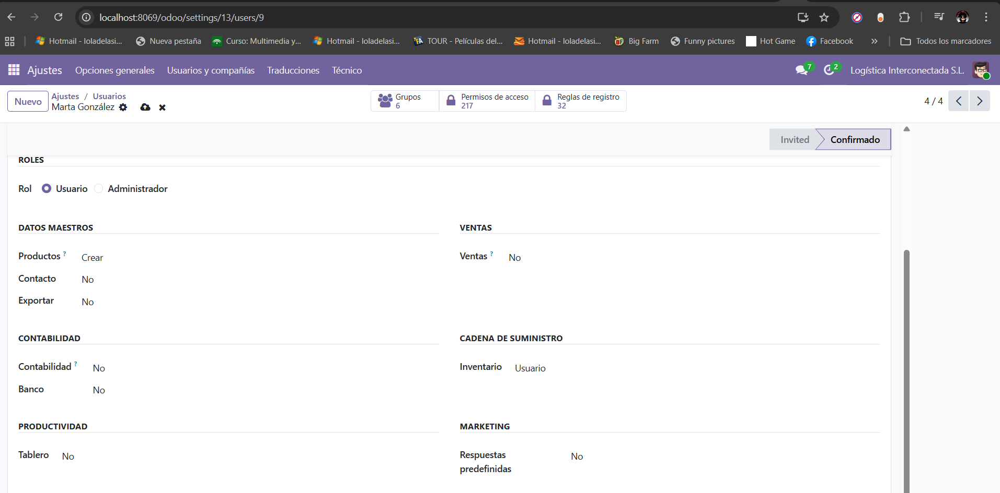 localhost:8069/odoo/settings/13/users/9
Hotmail - loladelasi...
Nueva pestaña
Curso: Multimedia y...
Hotmail - loladelasi...
TOUR - Películas del...
Hotmail - loladelasi...
Big Farm
Funny pictures
Hot Game
Facebook
»
Todos los marcadores
Ajustes
Opciones generales
Usuarios y compañías
Traducciones
Técnico
7
2
Logística Interconectada S.L.
Nuevo
Ajustes / Usuarios
Marta González
Grupos
6
Permisos de acceso
217
Reglas de registro
32
4 / 4
Invited
Confirmado
ROLES
Rol Usuario Administrador
DATOS MAESTROS
Productos ? Crear
Contacto No
Exportar No
VENTAS
Ventas ? No
CONTABILIDAD
Contabilidad ? No
Banco No
CADENA DE SUMINISTRO
Inventario Usuario
PRODUCTIVIDAD
Tablero No
MARKETING
Respuestas No
predefinidas